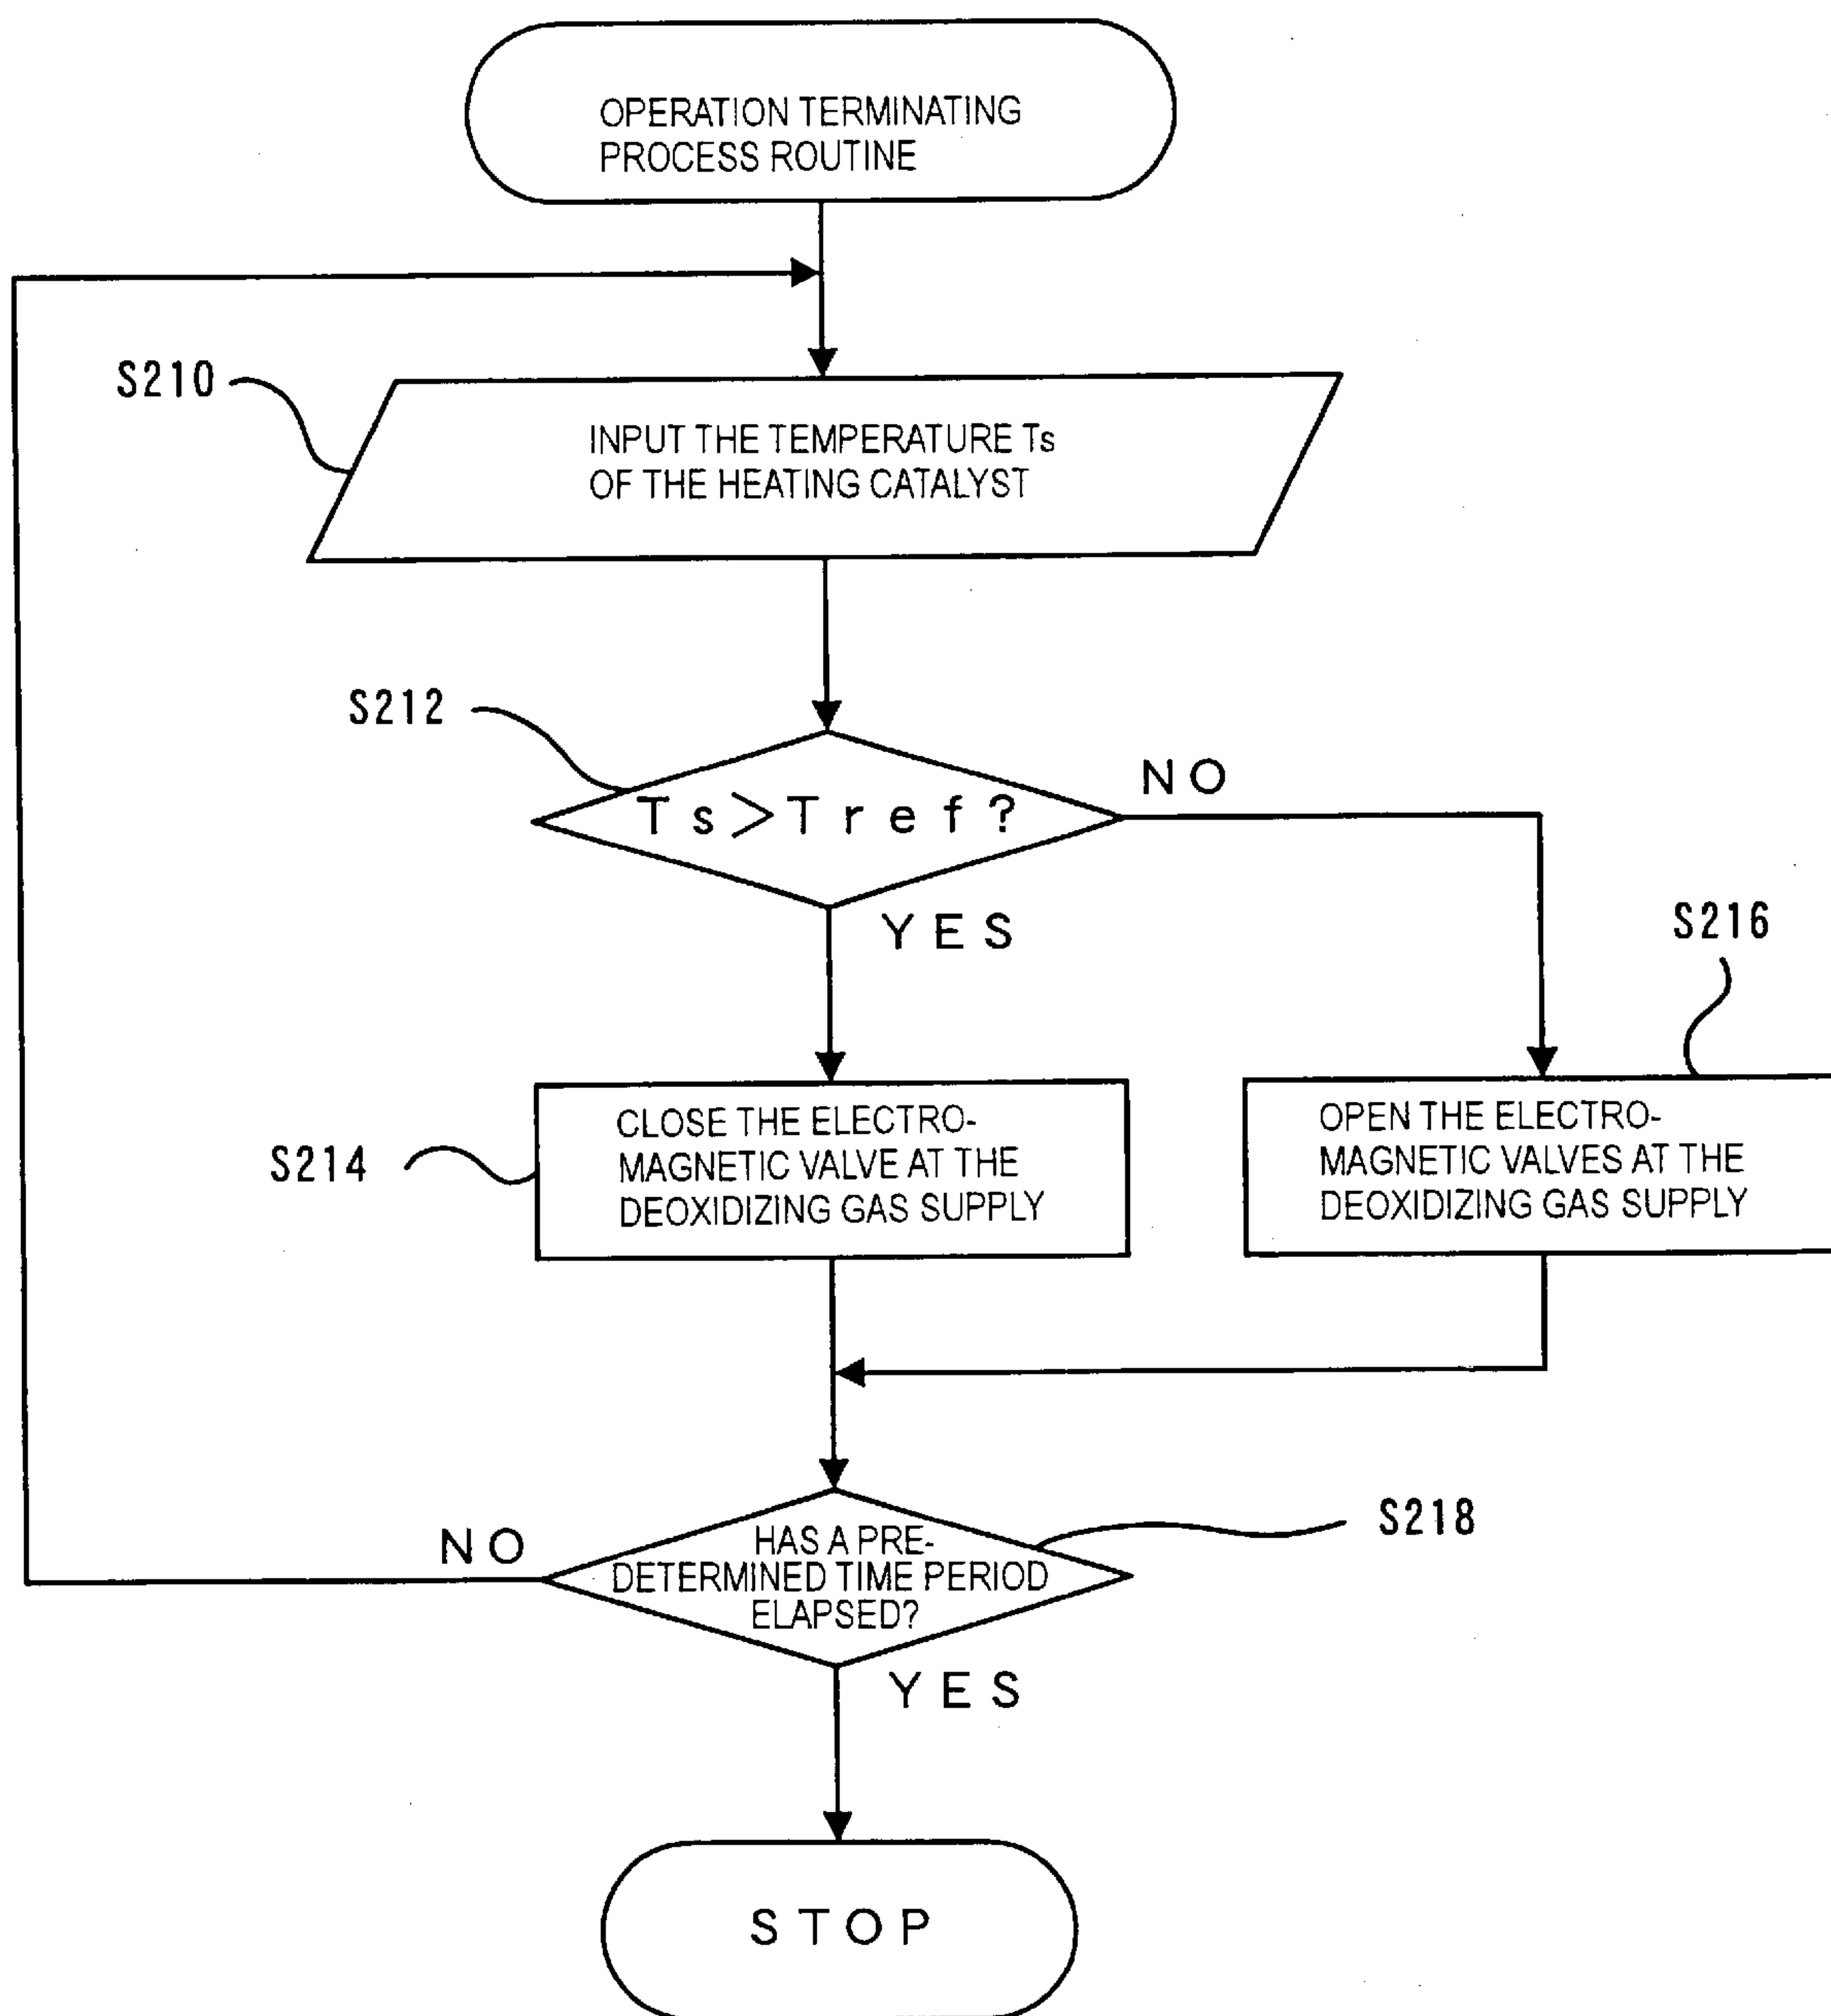 OPERATION TERMINATING
PROCESS ROUTINE
S210
INPUT THE TEMPERATURE Ts
OF THE HEATING CATALYST
S212
Ts>Tref?
NO
YES
S216
S214
CLOSE THE ELECTRO-
MAGNETIC VALVE AT THE
DEOXIDIZING GAS SUPPLY
OPEN THE ELECTRO-
MAGNETIC VALVES AT THE
DEOXIDIZING GAS SUPPLY
NO
HAS A PRE-
DETERMINED TIME PERIOD
ELAPSED?
S218
YES
STOP